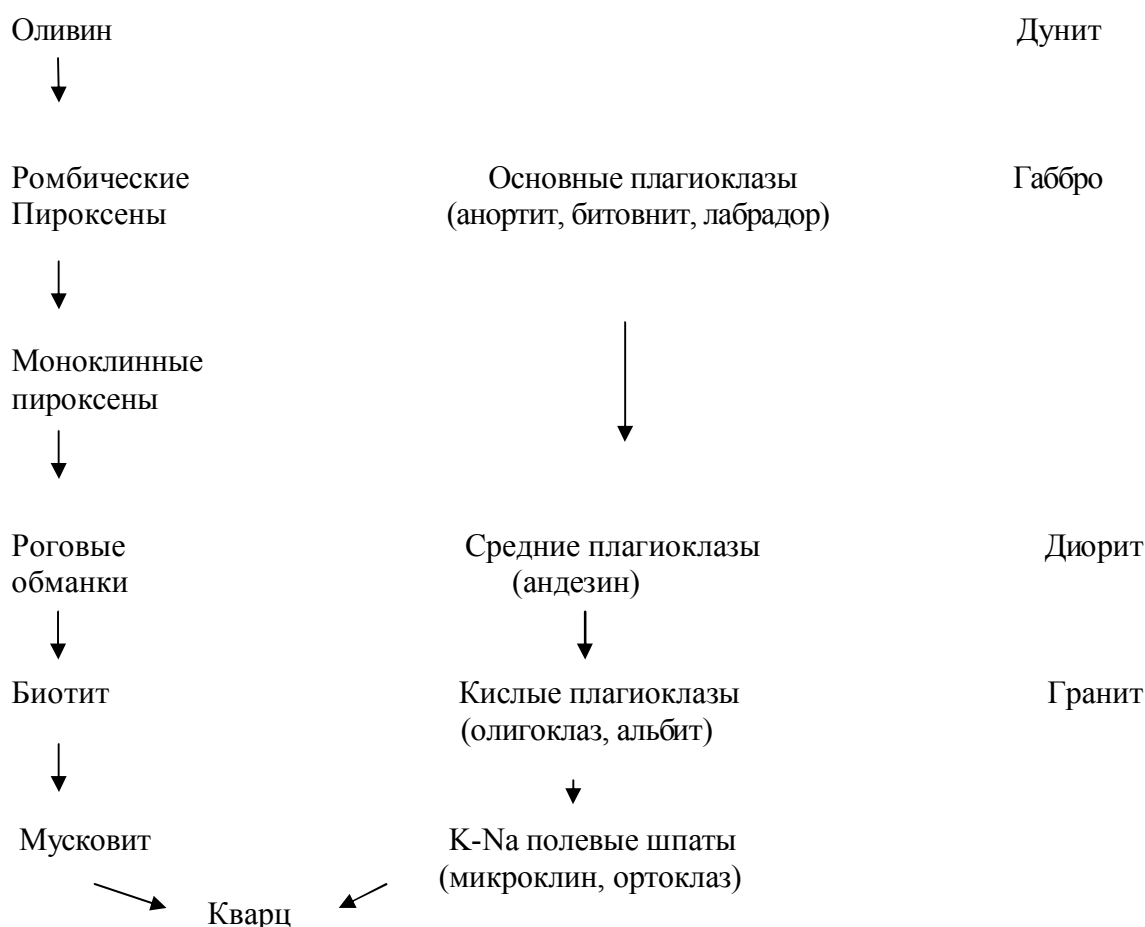 Оливин Дунит
Ромбические Основные плагиоклазы Габбро
Пироксены (анортит, битовнит, лабрадор)
Моноклинные
пироксены
Роговые Средние плагиоклазы Диорит
обманки (андезин)
Биотит Кислые плагиоклазы Гранит
(олигоклаз, альбит)
Мусковит K-Na полевые шпаты
(микроклин, ортоклаз)
Кварц